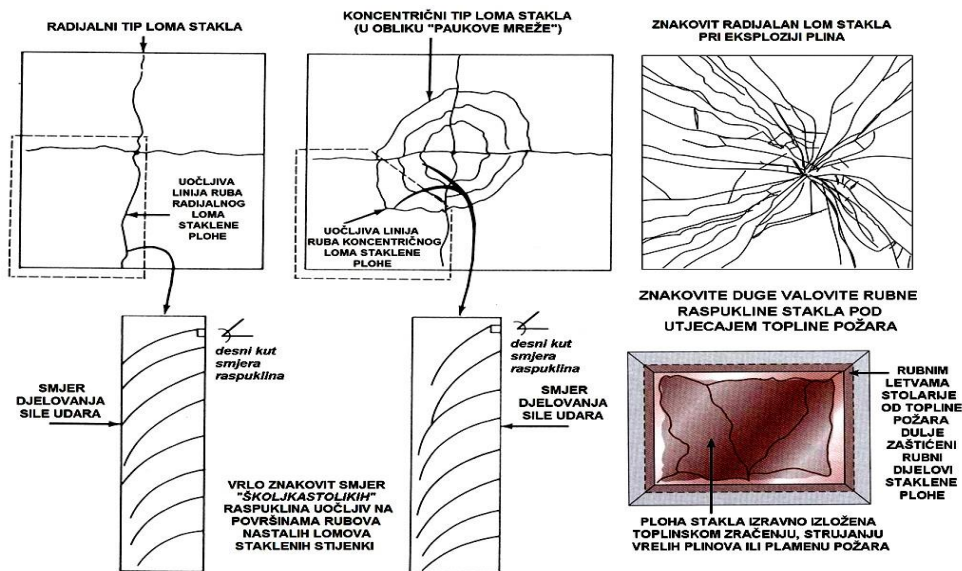 RADIJALNI TIP LOMA STAKLA
UOČLJIVA
LINIJA RUBA
RADIJALNOG
LOMA
STAKLENE
PLOHE
KONCENTRIČNI TIP LOMA STAKLA
(U OBLIKU "PAUKOVE MREŽE")
UOČLJIVA LINIJA
RUBA KONCENTRIČNOG
LOMA STAKLENE
PLOHE
ZNAKOVIT RADIJALAN LOM STAKLA
PRI EKSPLOZIJI PLINA
desni kut
smjera
raspuklina
SMJER
DJELOVANJA
SILE UDARA
VRLO ZNAKOVIT SMJER
"ŠKOLJKASTOLIKIH"
RASPUKLINA UOČLJIV NA
POVRŠINAMA RUBOVA
NASTALIH LOMOVA
STAKLENIH STIJENKI
desni kut
smjera
raspuklina
SMJER
DJELOVANJA
SILE UDARA
ZNAKOVITE DUGE VALOVITE RUBNE
RASPUKLINE STAKLA POD
UTJECAJEM TOPLINE POŽARA
RUBNIM
LETVAMA
STOLARIJE
OD TOPLINE
POŽARA
DULJE
ZAŠTIĆENI
RUBNI
DIJELOVI
STAKLENE
PLOHE
PLOHA STAKLA IZRAVNO IZLOŽENA
TOPLINSKOM ZRAČENJU, STRUJANJU
VRELIH PLINOVA ILI PLAMENU POŽARA